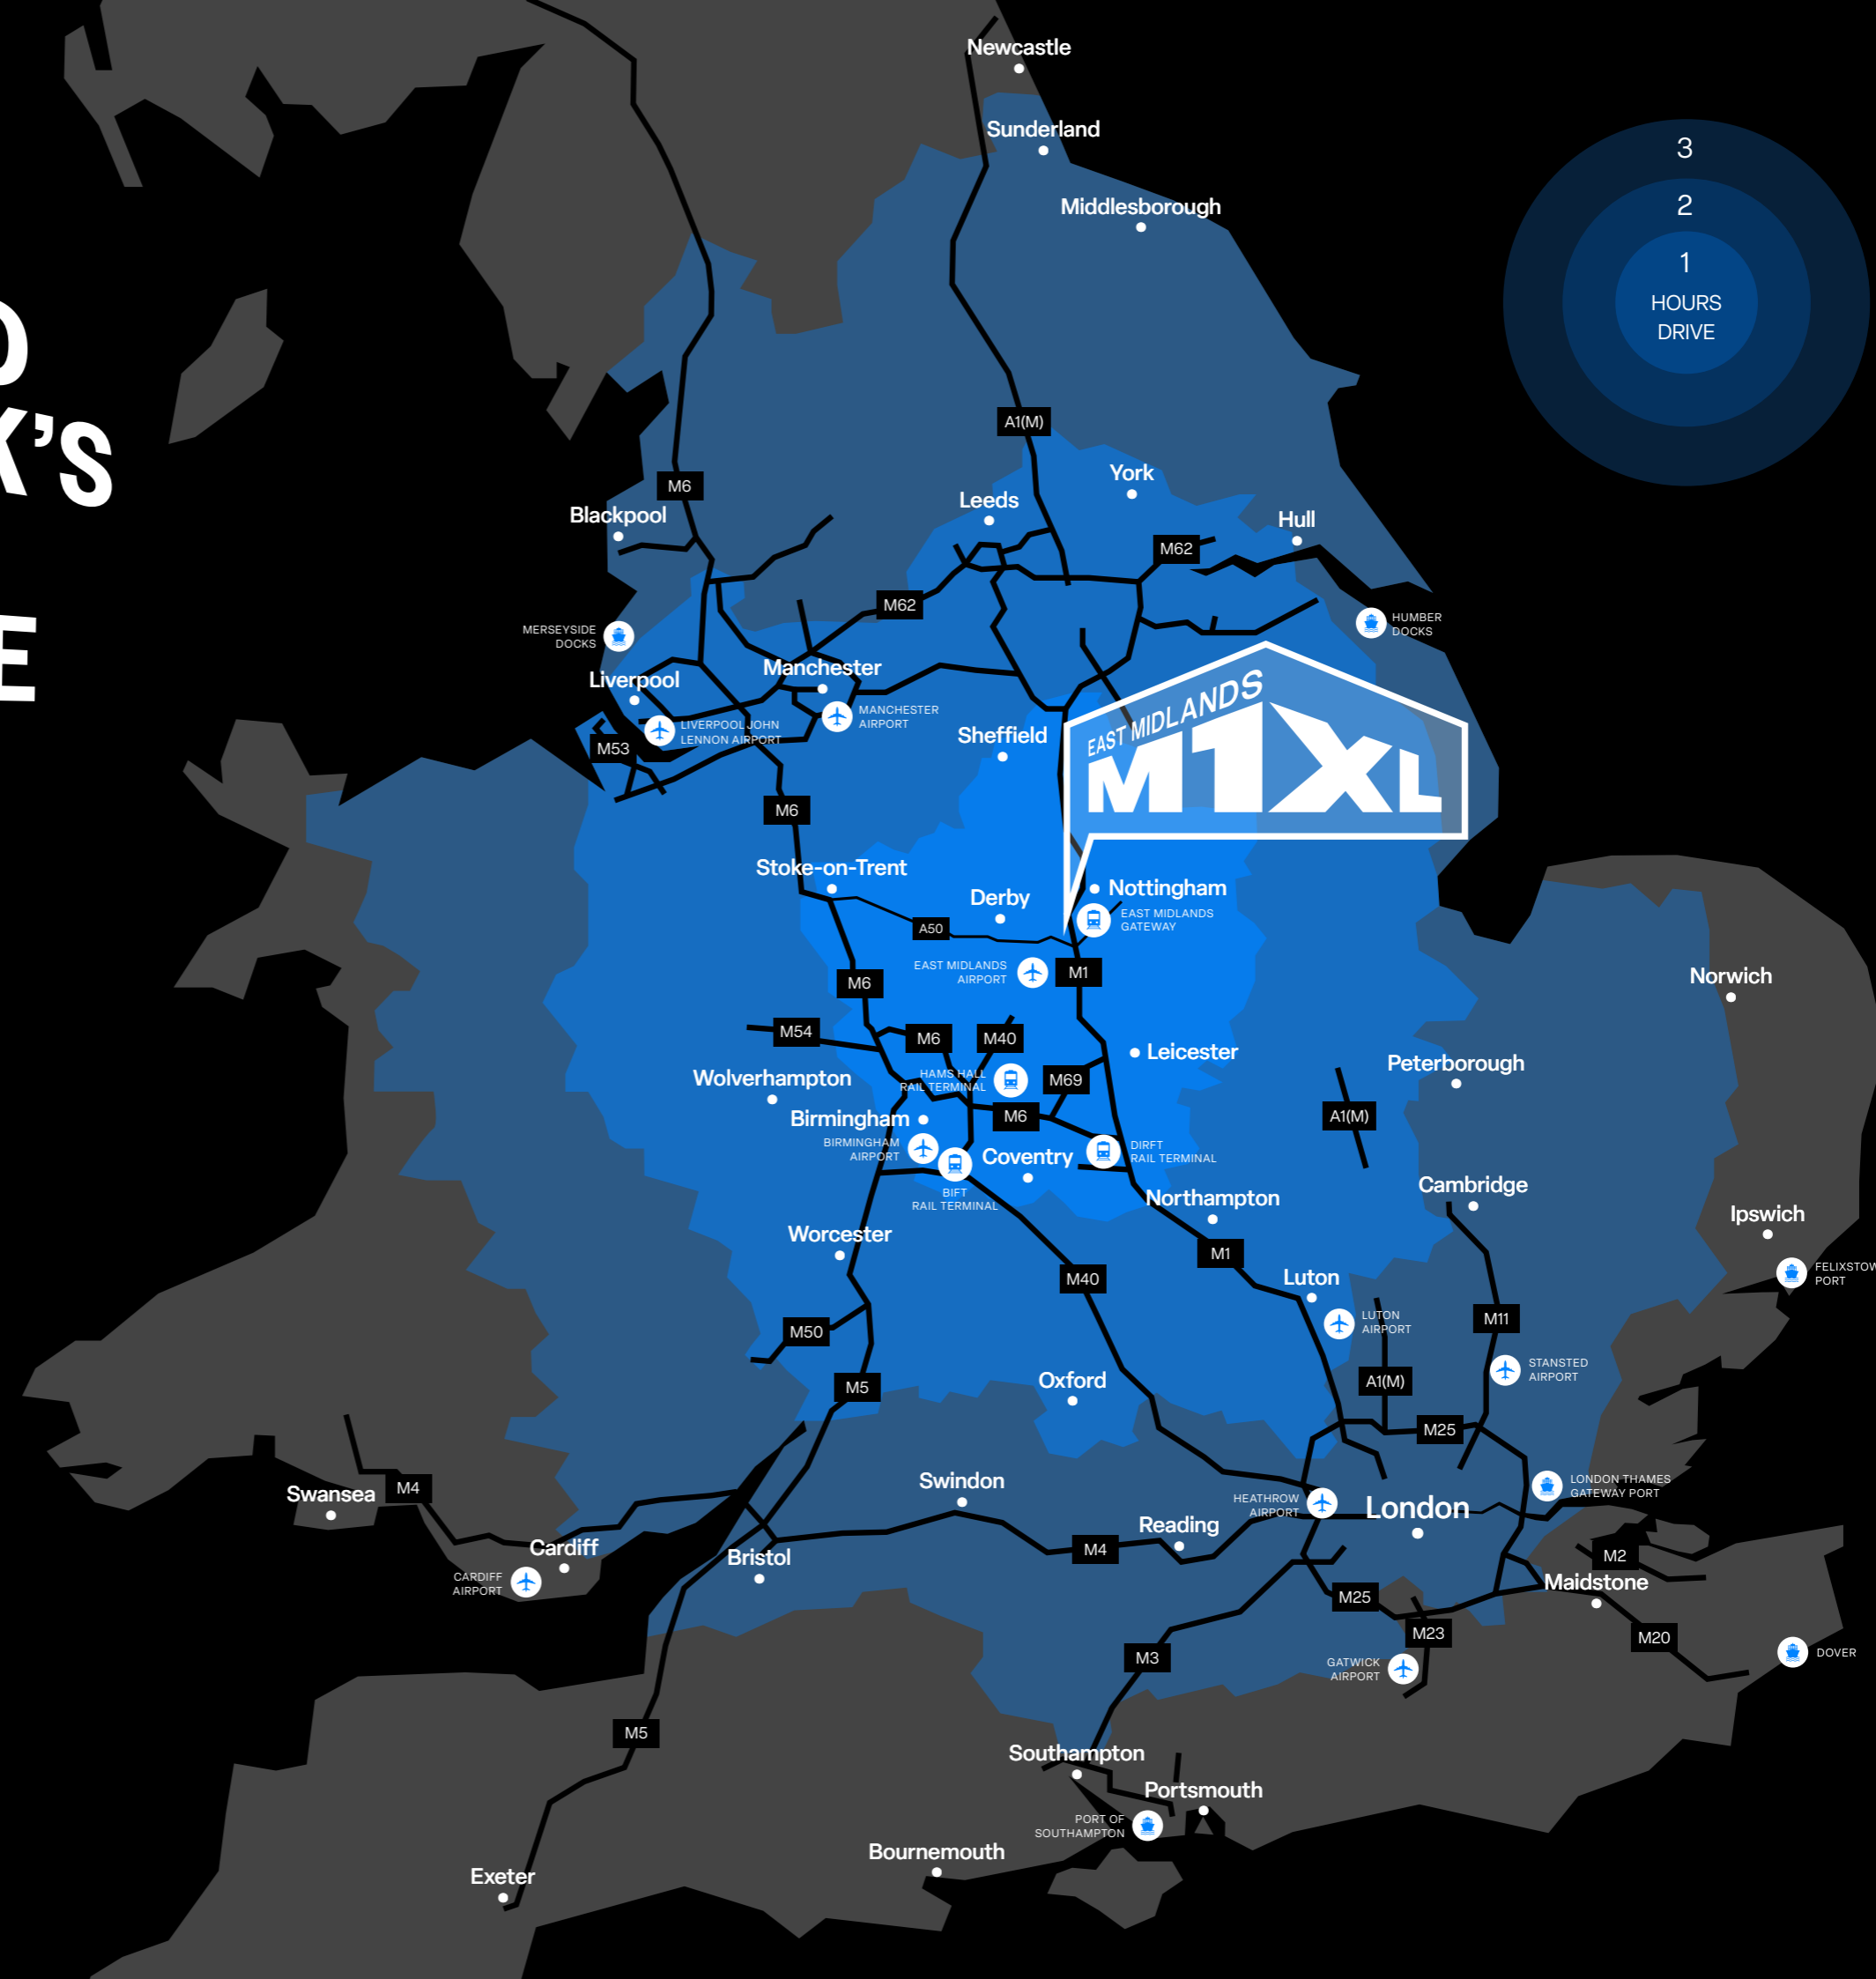 D
K'S
E
3
2
1
HOURS
DRIVE
Newcastle
Sunderland
Middlesborough
A1(M)
York
M6
Leeds
Blackpool
Hull
M62
M62
MERSEYSIDE
DOCKS
HUMBER
DOCKS
Manchester
Liverpool
MANCHESTER
AIRPORT
LIVERPOOL JOHN
LENNON AIRPORT
M53
Sheffield
EAST MIDLANDS
M1XL
M6
Stoke-on-Trent
Derby
Nottingham
EAST MIDLANDS
GATEWAY
A50
EAST MIDLANDS
AIRPORT
M1
M6
Norwich
M54
M6
M40
Leicester
Peterborough
Wolverhampton
HAMS HALL
RAIL TERMINAL
M69
Birmingham
M6
A1(M)
BIRMINGHAM
AIRPORT
Coventry
DIRFT
RAIL TERMINAL
BIFT
RAIL TERMINAL
Northampton
Cambridge
Ipswich
Worcester
M1
M40
Luton
FELIXSTOW
PORT
M50
LUTON
AIRPORT
M11
M5
Oxford
A1(M)
STANSTED
AIRPORT
M25
Swansea
M4
Swindon
HEATHROW
AIRPORT
London
LONDON THAMES
GATEWAY PORT
Cardiff
CARDIFF
AIRPORT
Bristol
M4
Reading
M2
Maidstone
M25
M23
M20
M3
GATWICK
AIRPORT
DOVER
M5
Southampton
Portsmouth
PORT OF
SOUTHAMPTON
Bournemouth
Exeter